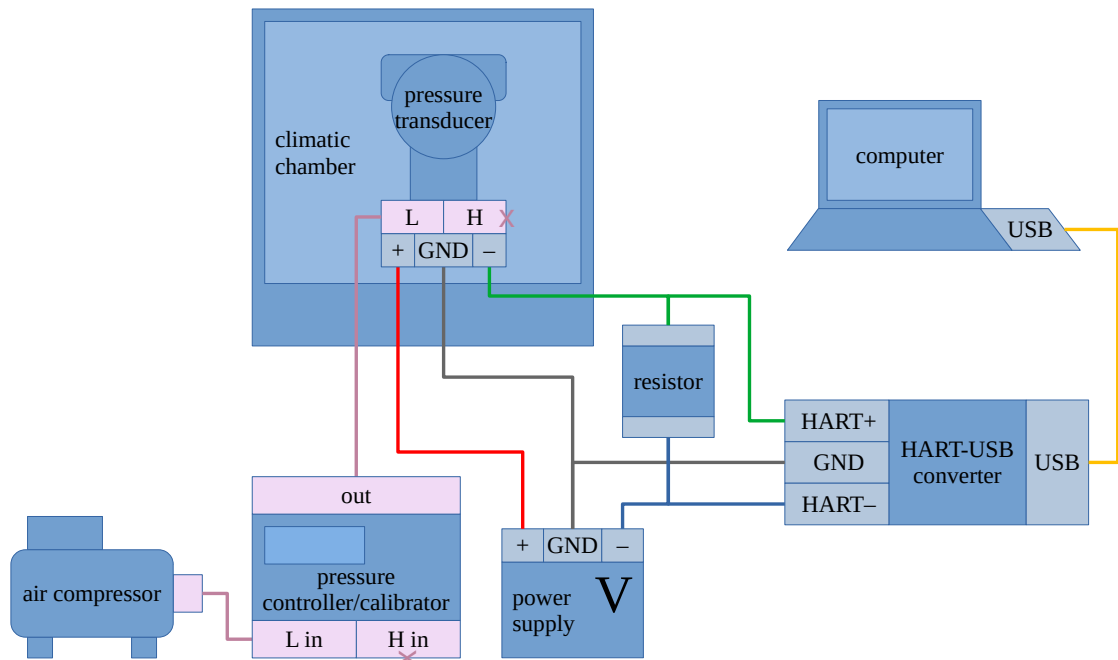 pressure
transducer
climatic
chamber
L H
+ GND –
computer
USB
resistor
HART+
GND
HART–
HART-USB
converter
USB
out
pressure
controller/calibrator
L in H in
air compressor
+ GND –
power
supply
V